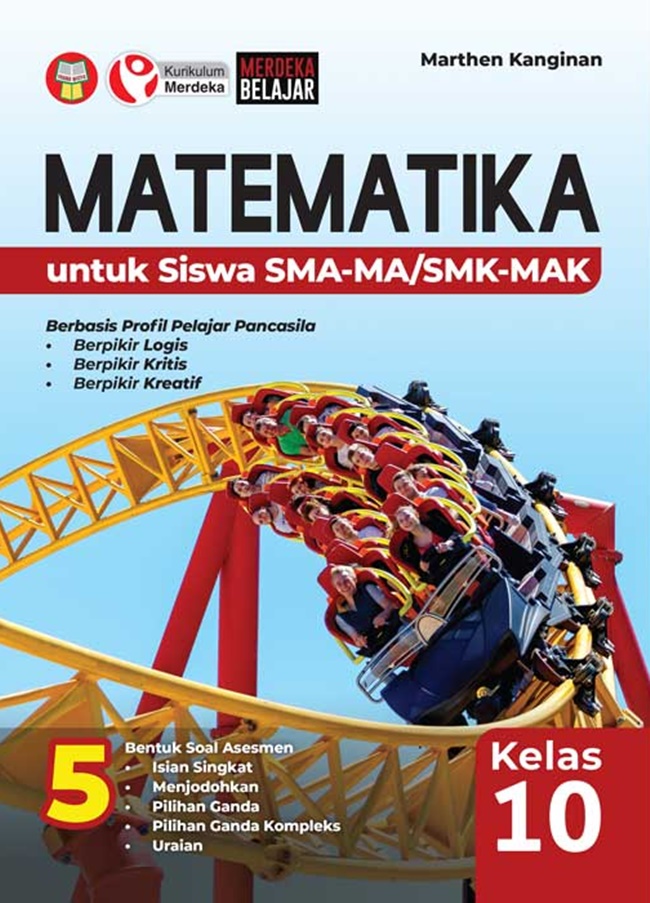 Kurikulum
Merdeka
MERDEKA
BELAJAR
Marthen Kanginan
MATEMATIKA
untuk Siswa SMA-MA/SMK-MAK
Berbasis Profil Pelajar Pancasila
• Berpikir Logis
• Berpikir Kritis
• Berpikir Kreatif
5
Bentuk Soal Asesmen
• Isian Singkat
• Menjodohkan
• Pilihan Ganda
• Pilihan Ganda Kompleks
• Uraian
Kelas
10